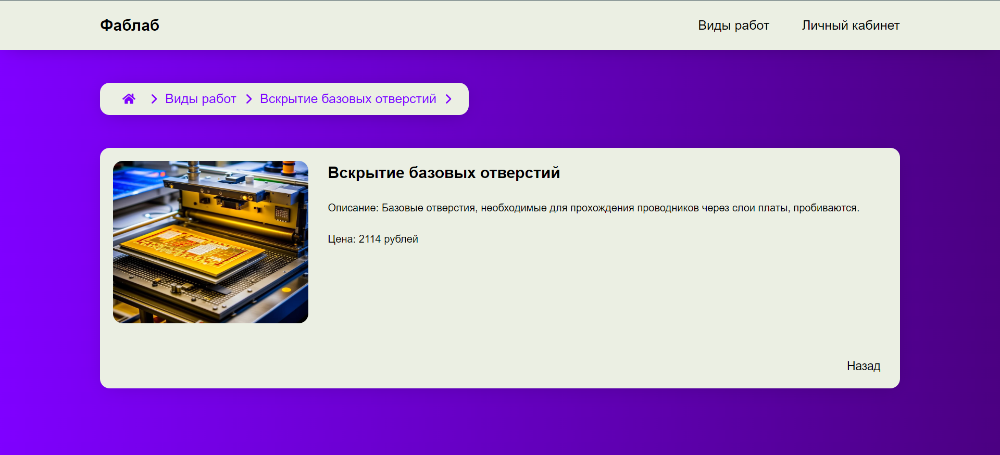 Фаблаб
Виды работ
Личный кабинет
Виды работ
Вскрытие базовых отверстий
Вскрытие базовых отверстий
Описание: Базовые отверстия, необходимые для прохождения проводников через слои платы, пробиваются.
Цена: 2114 рублей
Назад